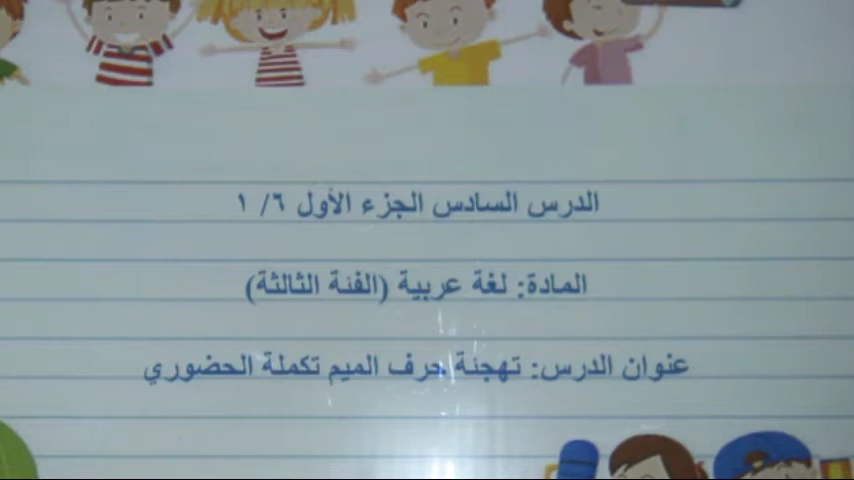 الدرس السادس الجزء الأول ٦/ ١
المادة: لغة عربية (الفئة الثالثة)
عنوان الدرس: تهجئة حرف الميم تكملة الحضوري